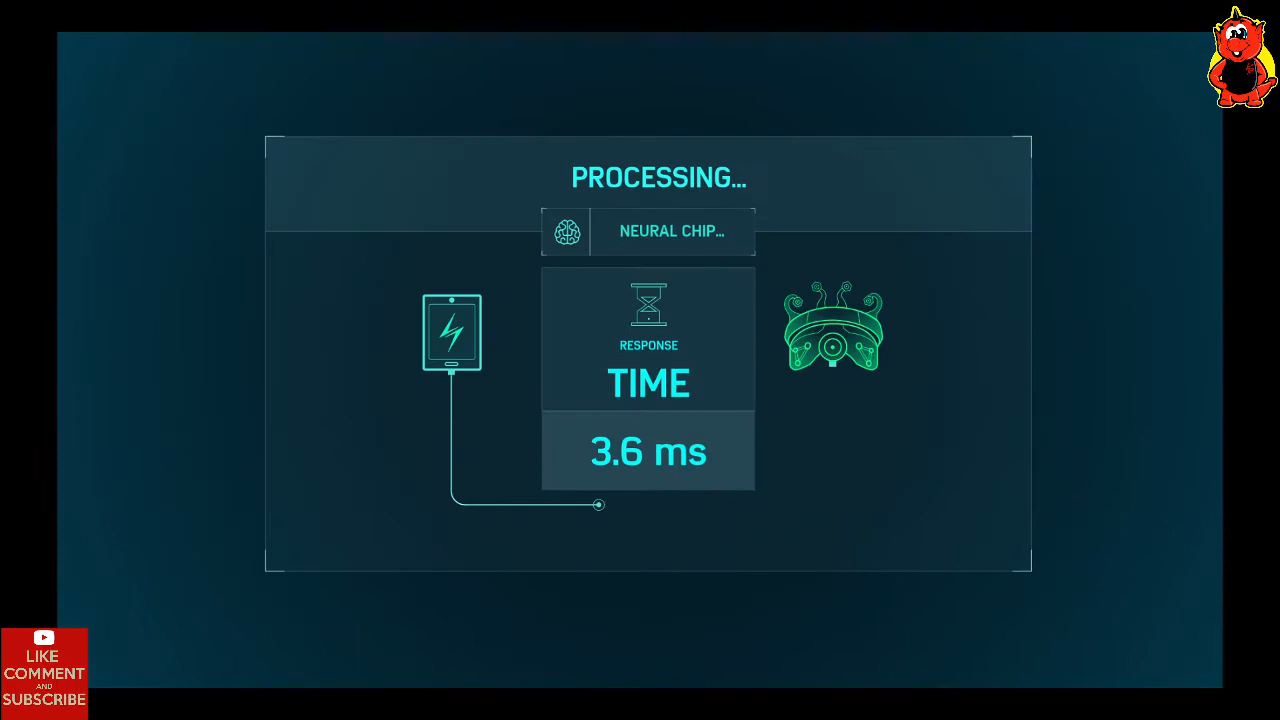 PROCESSING...
NEURAL CHIP...
RESPONSE
TIME
3.6 ms
LIKE
COMMENT
AND
SUBSCRIBE